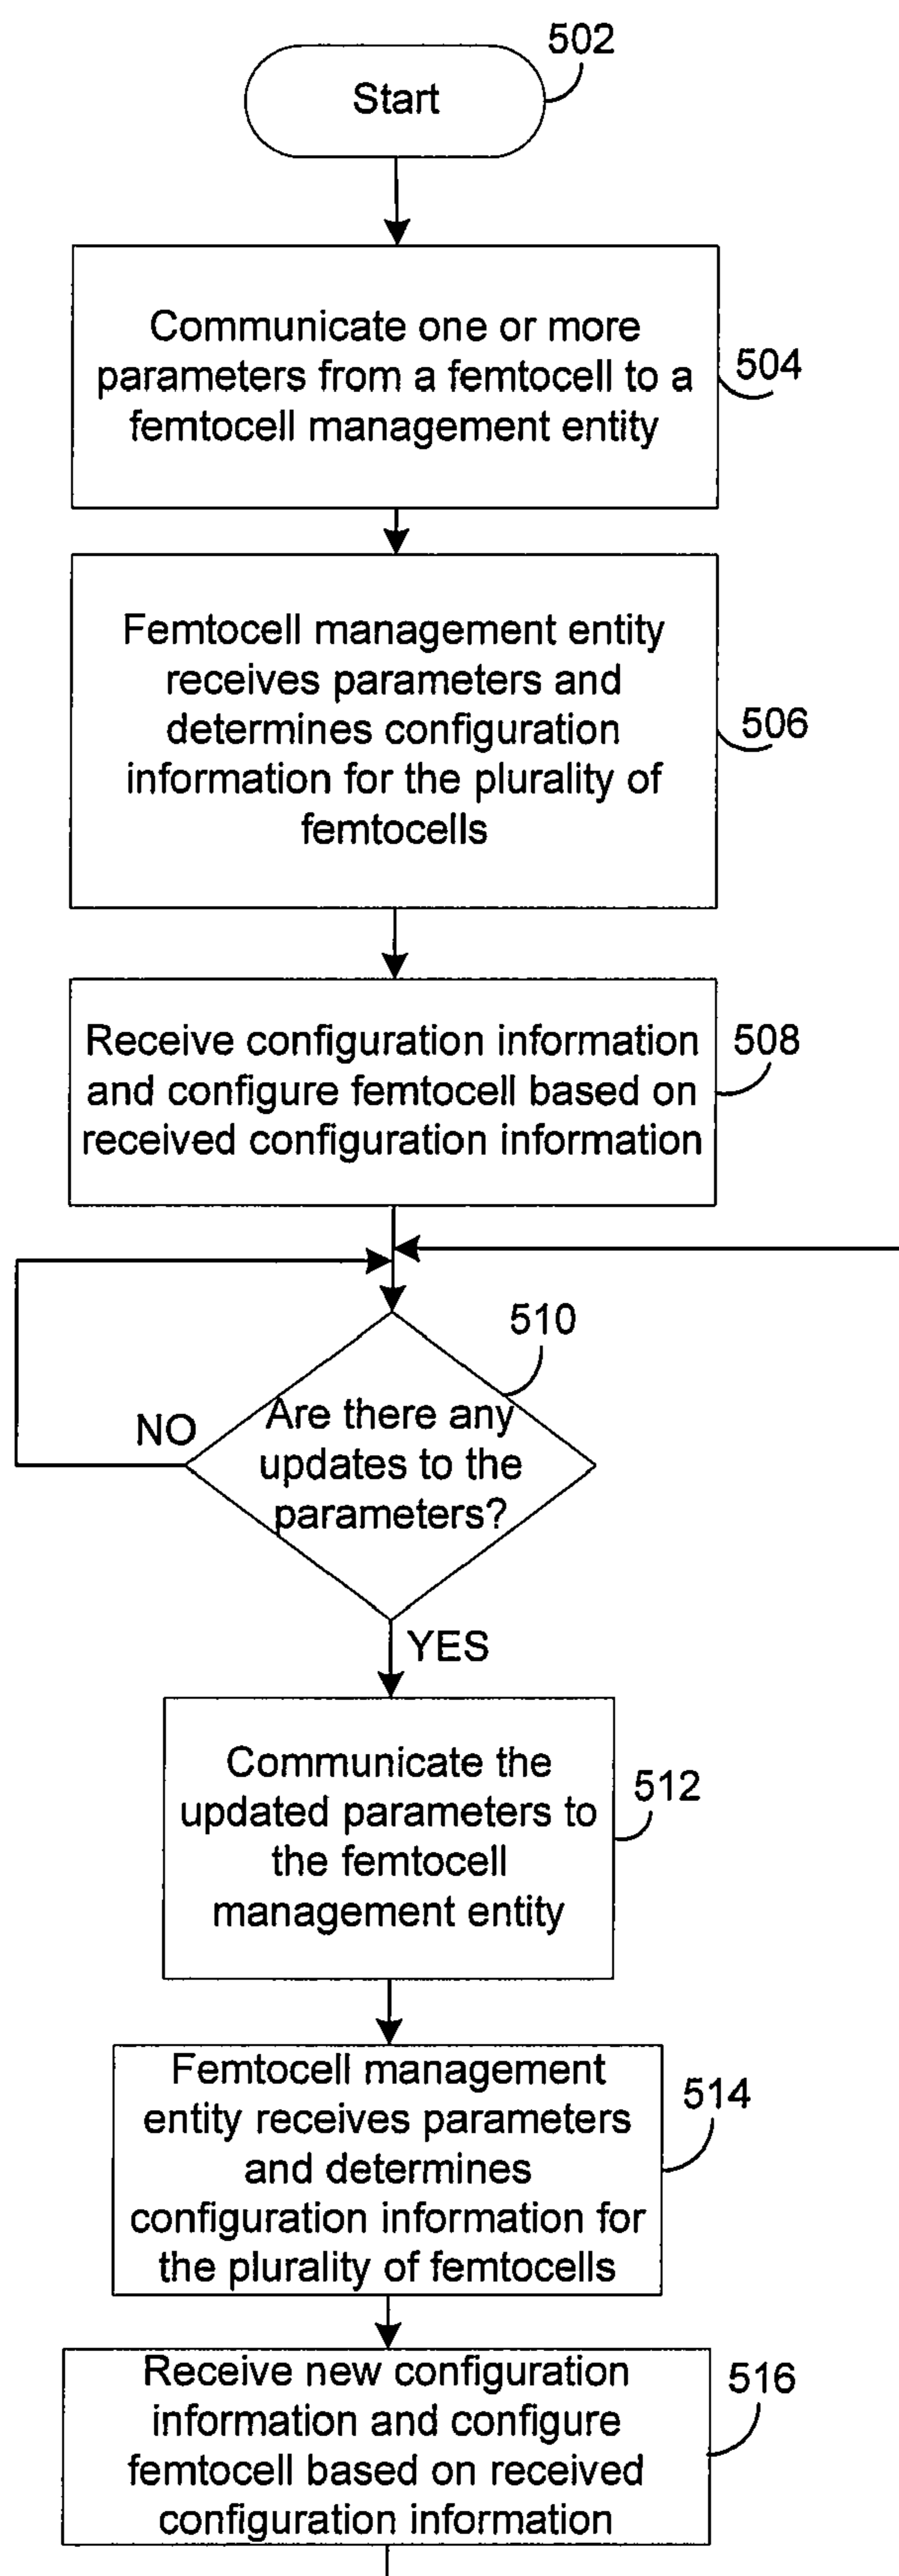 502
Start
Communicate one or more
parameters from a femtocell to a
femtocell management entity
504
Femtocell management entity
receives parameters and
determines configuration
information for the plurality of
femtocells
506
Receive configuration information
and configure femtocell based on
received configuration information
508
510
Are there any
updates to the
parameters?
NO
YES
Communicate the
updated parameters to
the femtocell
management entity
512
Femtocell management
entity receives parameters
and determines
configuration information for
the plurality of femtocells
514
Receive new configuration
information and configure
femtocell based on received
configuration information
516